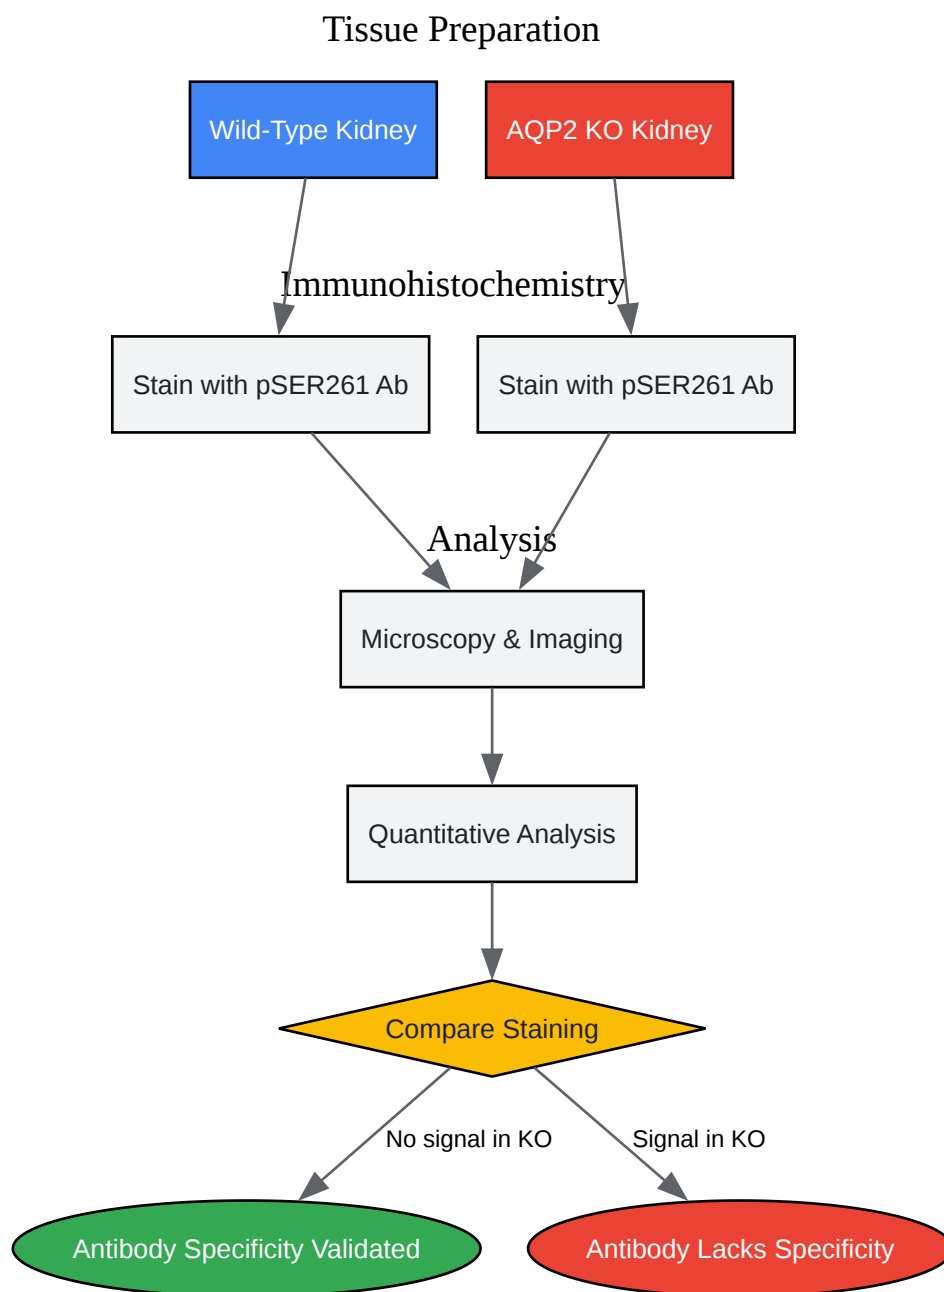 Tissue Preparation
Wild-Type Kidney
AQP2 KO Kidney
Immunohistochemistry
Stain with pSER261 Ab
Stain with pSER261 Ab
Analysis
Microscopy & Imaging
Quantitative Analysis
Compare Staining
No signal in KO
Signal in KO
Antibody Specificity Validated
Antibody Lacks Specificity